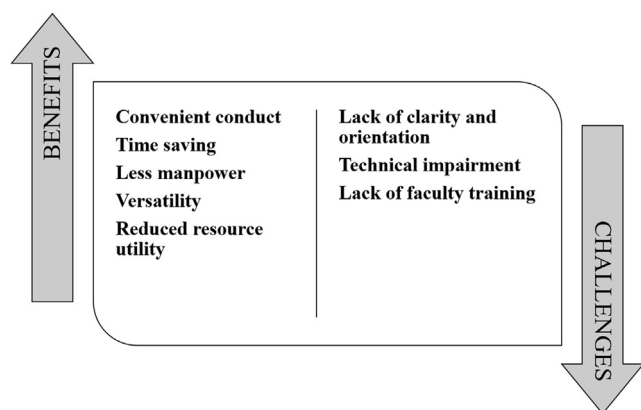 BENEFITS
Convenient conduct
Time saving
Less manpower
Versatility
Reduced resource
utility
Lack of clarity and
orientation
Technical impairment
Lack of faculty training
CHALLENGES